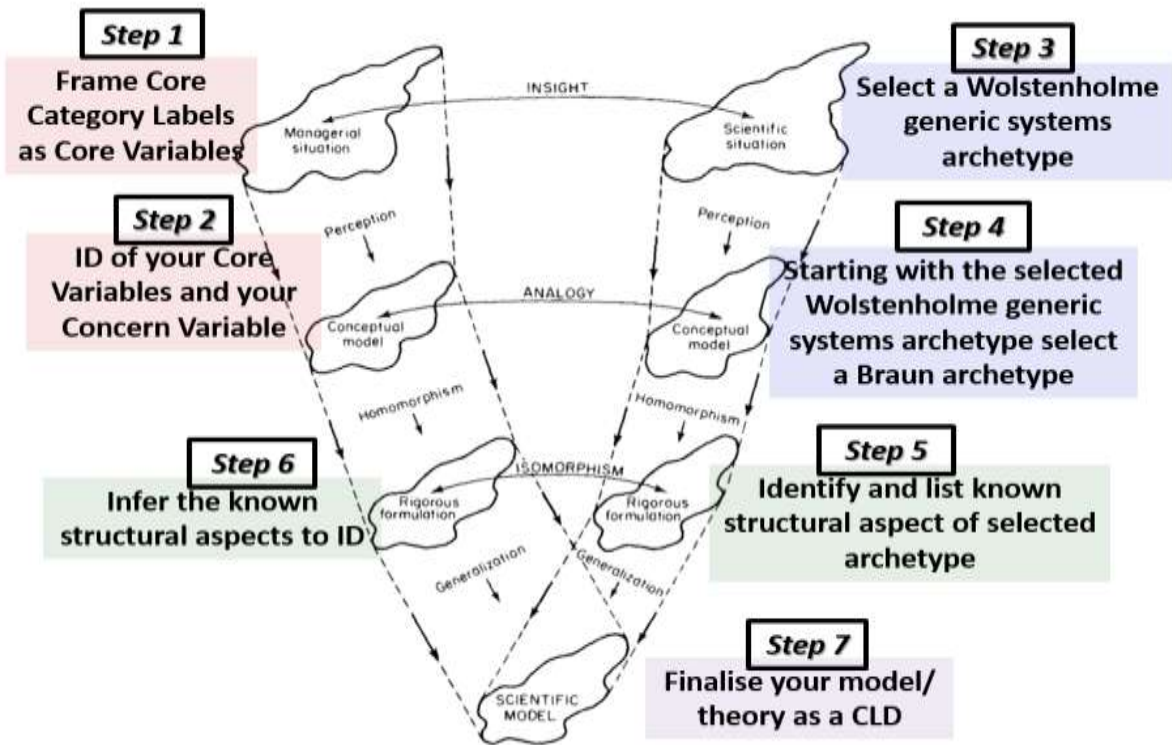 Step 1
Frame Core
Category Labels
as Core Variables
Step 3
Select a Wolstenholme
generic systems
archetype
INSIGHT
Managerial
situation
Scientific
situation
Perception
Perception
Step 2
ID of your Core
Variables and your
Concern Variable
Step 4
Starting with the selected
Wolstenholme generic
systems archetype select
a Braun archetype
ANALOGY
Conceptual
model
Conceptual
model
Homomorphism
Homomorphism
Step 6
Infer the known
structural aspects to ID
Step 5
Identify and list known
structural aspect of selected
archetype
ISOMORPHISM
Rigorous
formulation
Rigorous
formulation
Generalization
Generalization
SCIENTIFIC
MODEL
Step 7
Finalise your model/
theory as a CLD